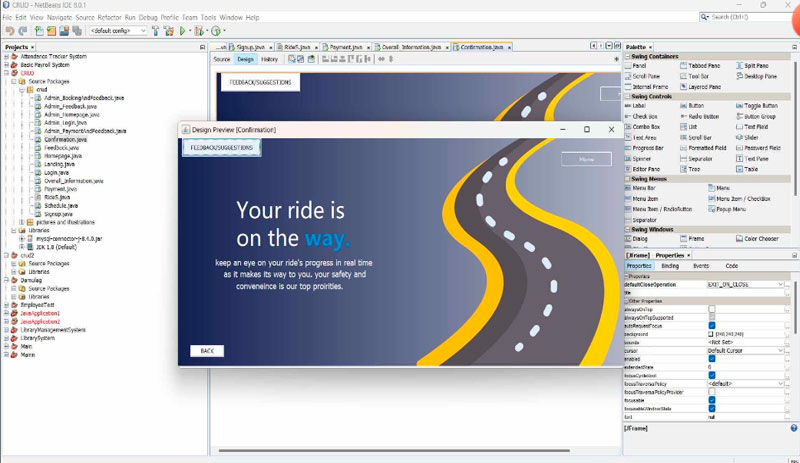 CRUD - NetBeans IDE 8.0.1
File Edit View Navigate Source Refactor Run Debug Profile Team Tools Window Help
Search (Ctrl+I)
<default config>
Projects
Signup.java
Ride5.java
Payment.java
Overall_Information.java
Confirmation.java
Source Design History
Attendance Tracker System
Basic Payroll System
CRUD
Source Packages
crud
Admin_BookingAndFeedback.java
Admin_Feedback.java
Admin_Homepage.java
Admin_Login.java
Admin_PaymentAndFeedback.java
Confirmation.java
Feedback.java
Homepage.java
Landing.java
Login.java
Overall_Information.java
Payment.java
Ride5.java
Schedule.java
Signup.java
pictures and illustrations
Libraries
mysql-connector-j-8.4.0.jar
JDK 1.8 (Default)
crud2
Source Packages
Libraries
Damulag
Source Packages
Libraries
EmployeeTest
JavaApplication1
JavaApplication2
LibraryManagementSystem
LibrarySystem
Main
FEEDBACK/SUGGESTIONS
Design Preview [Confirmation]
FEEDBACK/SUGGESTIONS
Home
Your ride is
on the way.
keep an eye on your ride's progress in real time
as it makes its way to you. your safety and
conveneince is our top proirities.
BACK
Palette
Swing Containers
Panel Tabbed Pane Split Pane
Scroll Pane Tool Bar Desktop Pane
Internal Frame Layered Pane
Swing Controls
Label Button Toggle Button
Check Box Radio Button Button Group
Combo Box List Text Field
Text Area Scroll Bar Slider
Progress Bar Formatted Field Password Field
Spinner Separator Text Pane
Editor Pane Tree Table
Swing Menus
Menu Bar Menu
Menu Item Menu Item / CheckBox
Menu Item / RadioButton Popup Menu
Separator
Swing Windows
Dialog Frame Color Chooser
[JFrame] - Properties
Properties Binding Events Code
Properties
defaultCloseOperation EXIT_ON_CLOSE
title
Other Properties
alwaysOnTop
alwaysOnTopSupported
autoRequestFocus
background [240,240,240]
bounds <Not Set>
cursor Default Cursor
enabled
extendedState 0
focusCycleRoot
focusTraversalPolicy <default>
focusTraversalPolicyProvider
focusable
focusableWindowState
font null
[JFrame]
INS